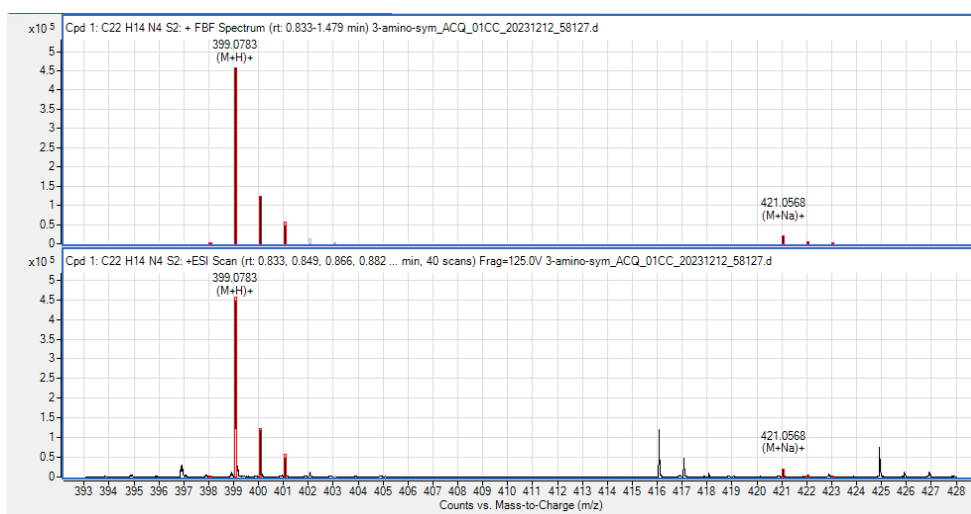 Cpd 1: C22 H14 N4 S2: + FBF Spectrum (rt: 0.833-1.479 min) 3-amino-sym_ACQ_01CC_20231212_58127.d
x10 5
399.0783
(M+H)+
5
4.5
4
3.5
3
2.5
2
1.5
1
0.5
0
421.0568
(M+Na)+
Cpd 1: C22 H14 N4 S2: +ESI Scan (rt: 0.833, 0.849, 0.866, 0.882 ... min, 40 scans) Frag=125.0V 3-amino-sym_ACQ_01CC_20231212_58127.d
x10 5
399.0783
(M+H)+
5
4.5
4
3.5
3
2.5
2
1.5
1
0.5
0
421.0568
(M+Na)+
393 394 395 396 397 398 399 400 401 402 403 404 405 406 407 408 409 410 411 412 413 414 415 416 417 418 419 420 421 422 423 424 425 426 427 428
Counts vs. Mass-to-Charge (m/z)